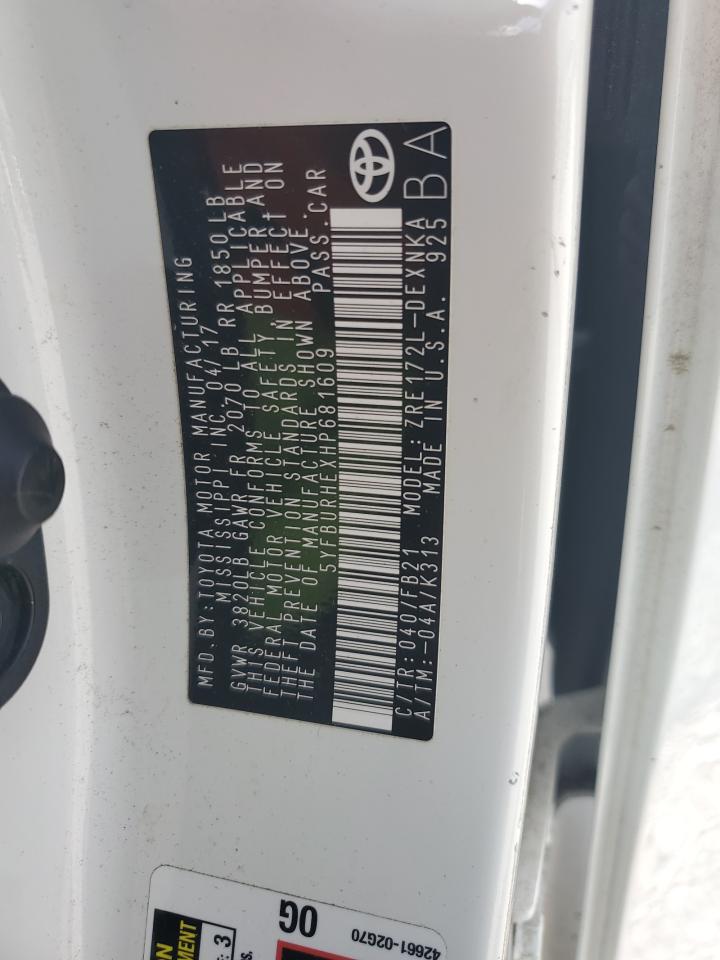 MFD.BY:TOYOTA MOTOR MANUFACTURING
MISSISSIPPI INC. 04/17
GVWR 3820LB GAWR FR 2070 LB RR 1850 LB
THIS VEHICLE CONFORMS TO ALL APPLICABLE
FEDERAL MOTOR VEHICLE SAFETY, BUMPER AND
THEFT PREVENTION STANDARDS IN EFFECT ON
THE DATE OF MANUFACTURE SHOWN ABOVE.
5YFBURHEXHP681609 PASS.CAR
C/TR:040/FB21 MODEL:ZRE172L-DEXNKA
A/TM:-04A/K313 MADE IN U.S.A. 925
BA
OG
42661-02G70
3